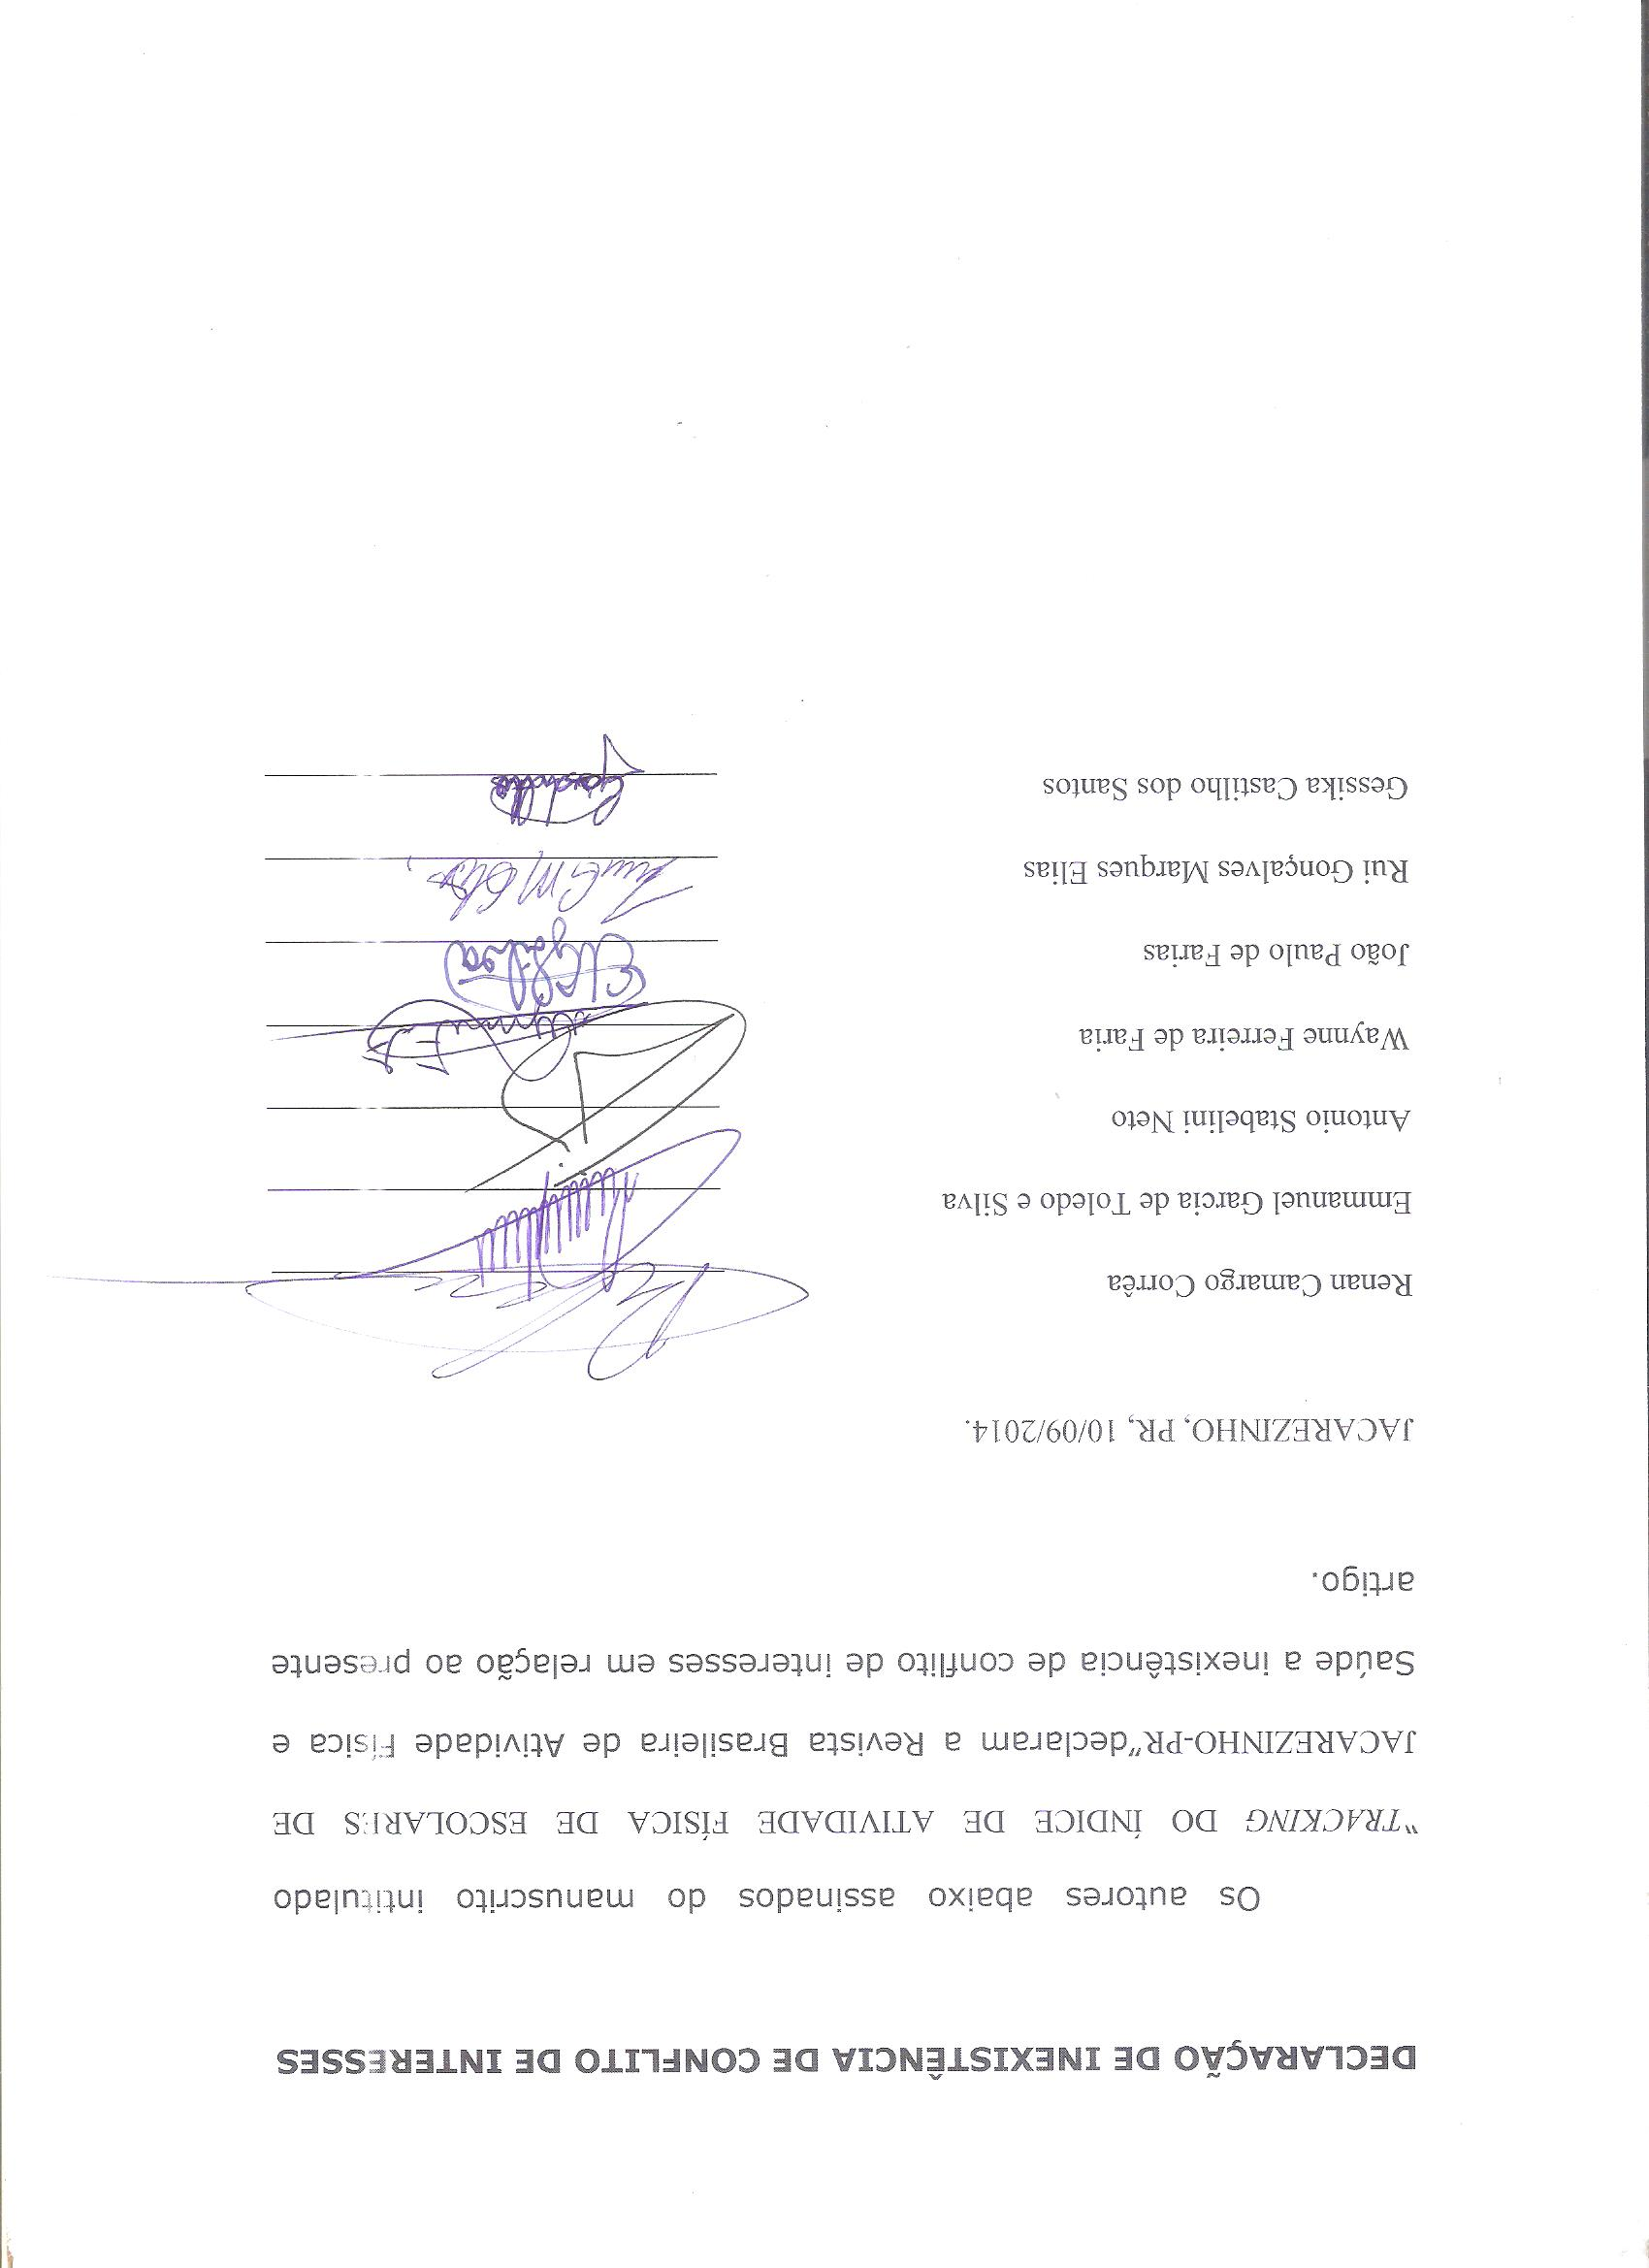 DECLARAÇÃO DE INEXISTÊNCIA DE CONFLITO DE INTERESSES
Os autores abaixo assinados do manuscrito intitulado
“TRACKING DO ÍNDICE DE ATIVIDADE FÍSICA DE ESCOLARES DE
JACAREZINHO-PR”declaram a Revista Brasileira de Atividade Física e
Saúde a inexistência de conflito de interesses em relação ao presente
artigo.
JACAREZINHO, PR, 10/09/2014.
Renan Camargo Corrêa
Emmanuel Garcia de Toledo e Silva
Antonio Stabelini Neto
Waynne Ferreira de Faria
João Paulo de Farias
Rui Gonçalves Marques Elias
Gessika Castilho dos Santos